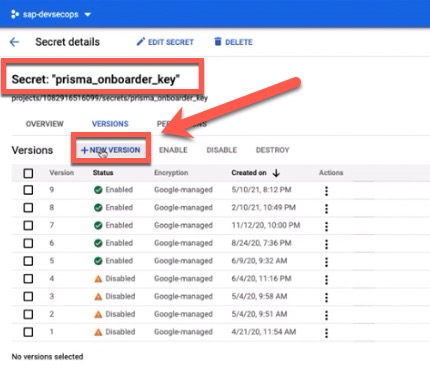 sap-devsecops
Secret details EDIT SECRET DELETE
Secret: "prisma_onboarder_key"
projects/1082916516099/secrets/prisma_onboarder_key
OVERVIEW VERSIONS
Versions + NEW VERSION ENABLE DISABLE DESTROY
Version Status Encryption Created on Actions
9 Enabled Google-managed 5/10/21, 8:12 PM
8 Enabled Google-managed 2/10/21, 10:49 PM
7 Enabled Google-managed 11/12/20, 10:00 PM
6 Enabled Google-managed 8/24/20, 7:36 PM
5 Enabled Google-managed 6/9/20, 9:32 AM
4 Disabled Google-managed 6/4/20, 11:16 PM
3 Disabled Google-managed 5/4/20, 9:58 AM
2 Disabled Google-managed 5/4/20, 9:51 AM
1 Disabled Google-managed 4/21/20, 11:54 AM
No versions selected